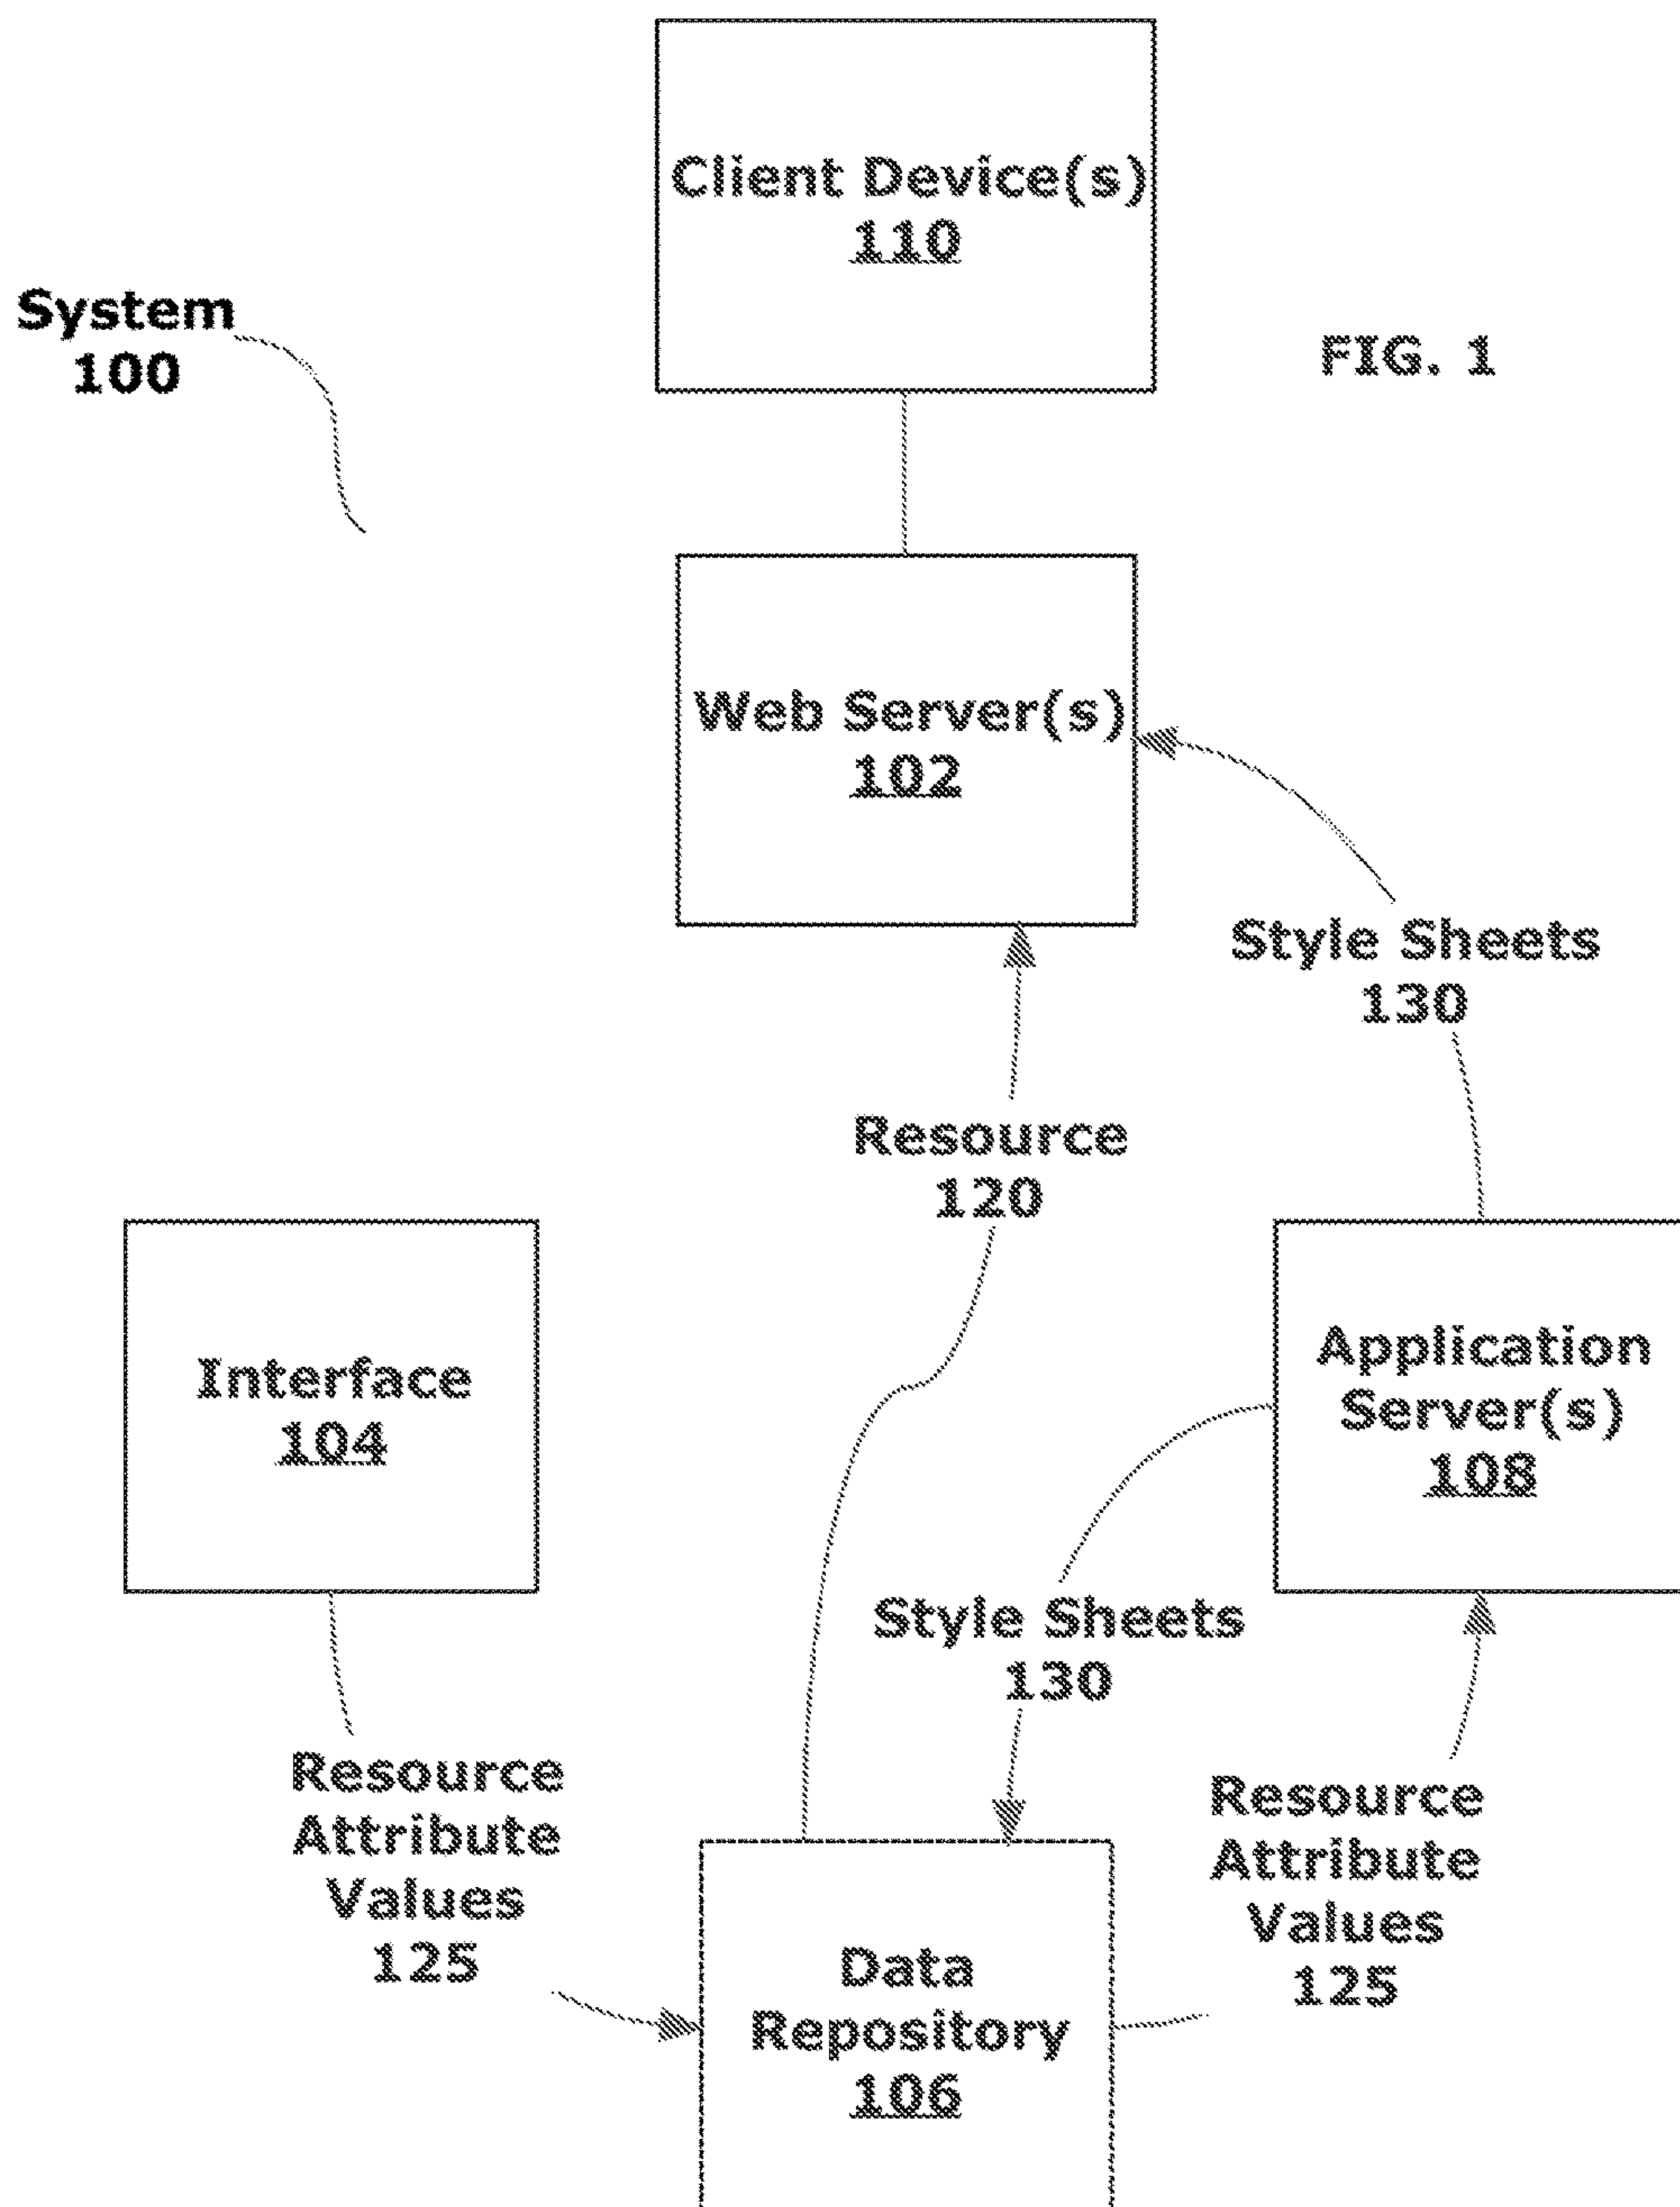 Client Device(s)
110
System
100
FIG. 1
Web Server(s)
102
Style Sheets
130
Resource
120
Interface
104
Application
Server(s)
108
Style Sheets
130
Resource
Attribute
Values
125
Resource
Attribute
Values
125
Data
Repository
106